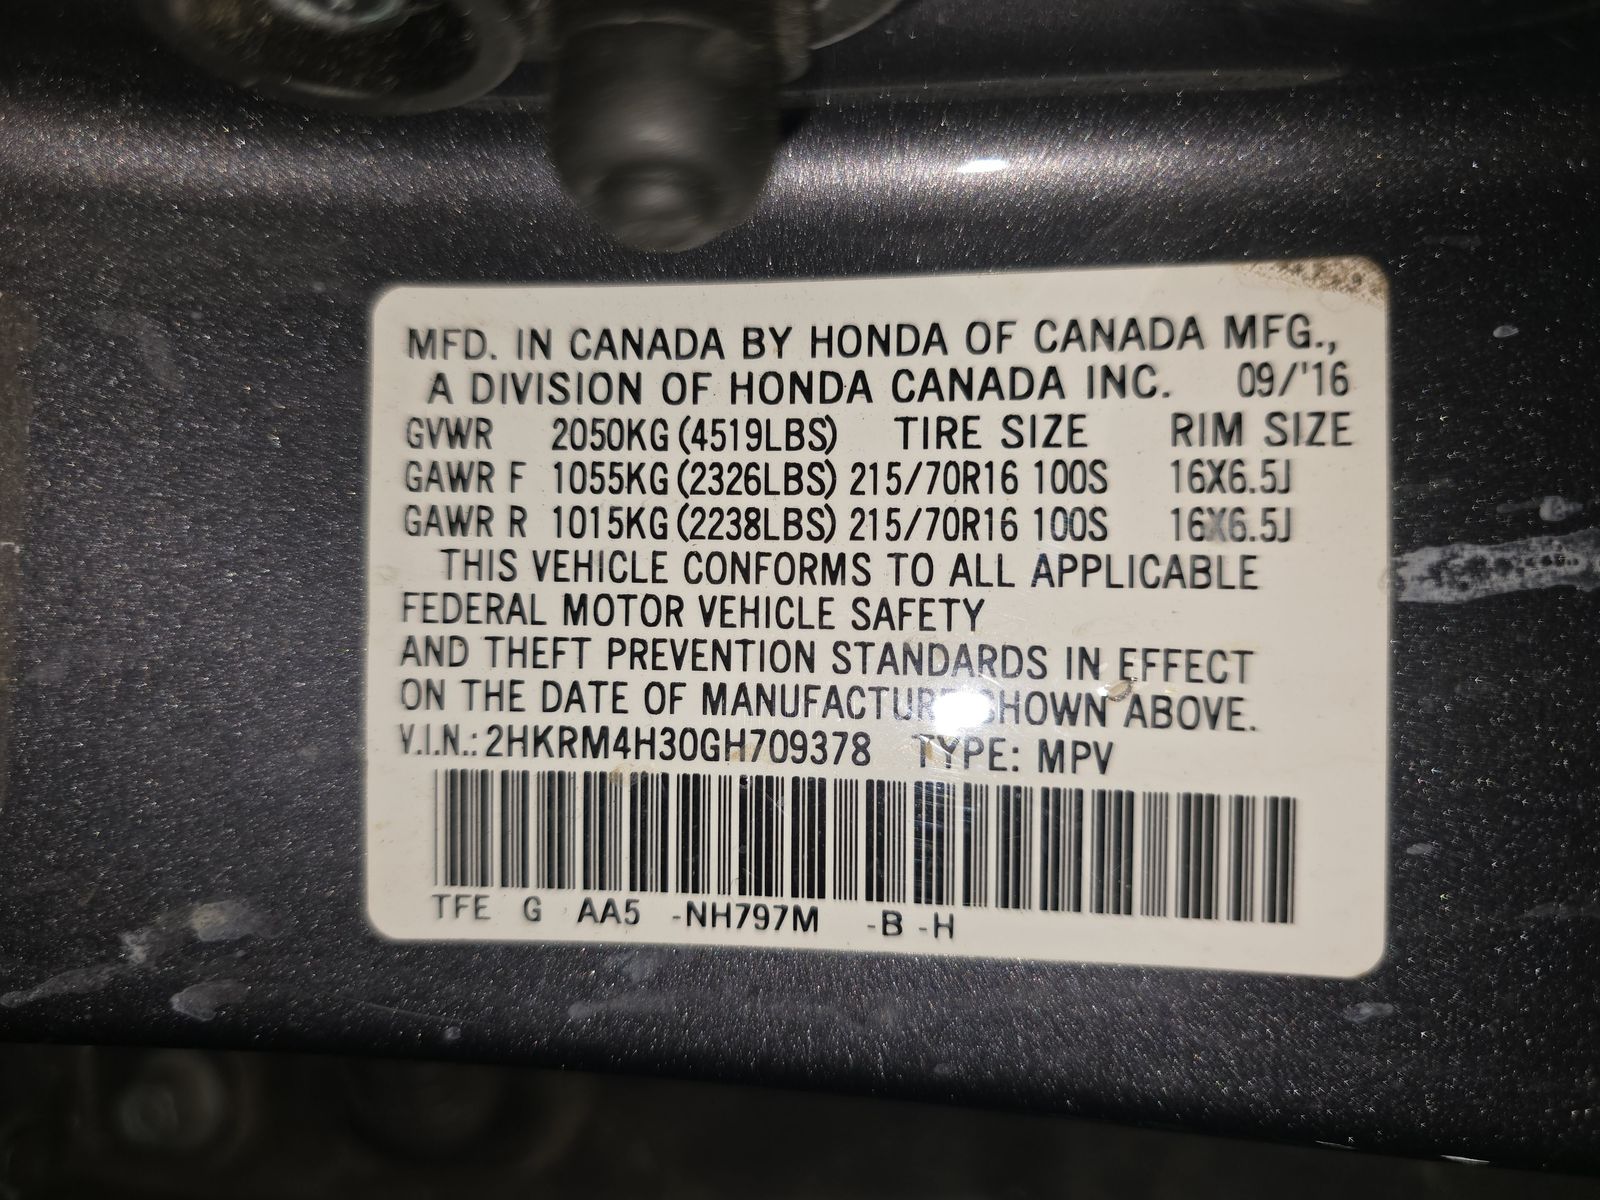 MFD. IN CANADA BY HONDA OF CANADA MFG.,
A DIVISION OF HONDA CANADA INC. 09/'16
GVWR 2050KG (4519LBS) TIRE SIZE RIM SIZE
GAWR F 1055KG (2326LBS) 215/70R16 100S 16X6.5J
GAWR R 1015KG (2238LBS) 215/70R16 100S 16X6.5J
THIS VEHICLE CONFORMS TO ALL APPLICABLE
FEDERAL MOTOR VEHICLE SAFETY
AND THEFT PREVENTION STANDARDS IN EFFECT
ON THE DATE OF MANUFACTURE SHOWN ABOVE.
V.I.N.: 2HKRM4H30GH709378 TYPE: MPV
TFE G AA5 -NH797M -B -H